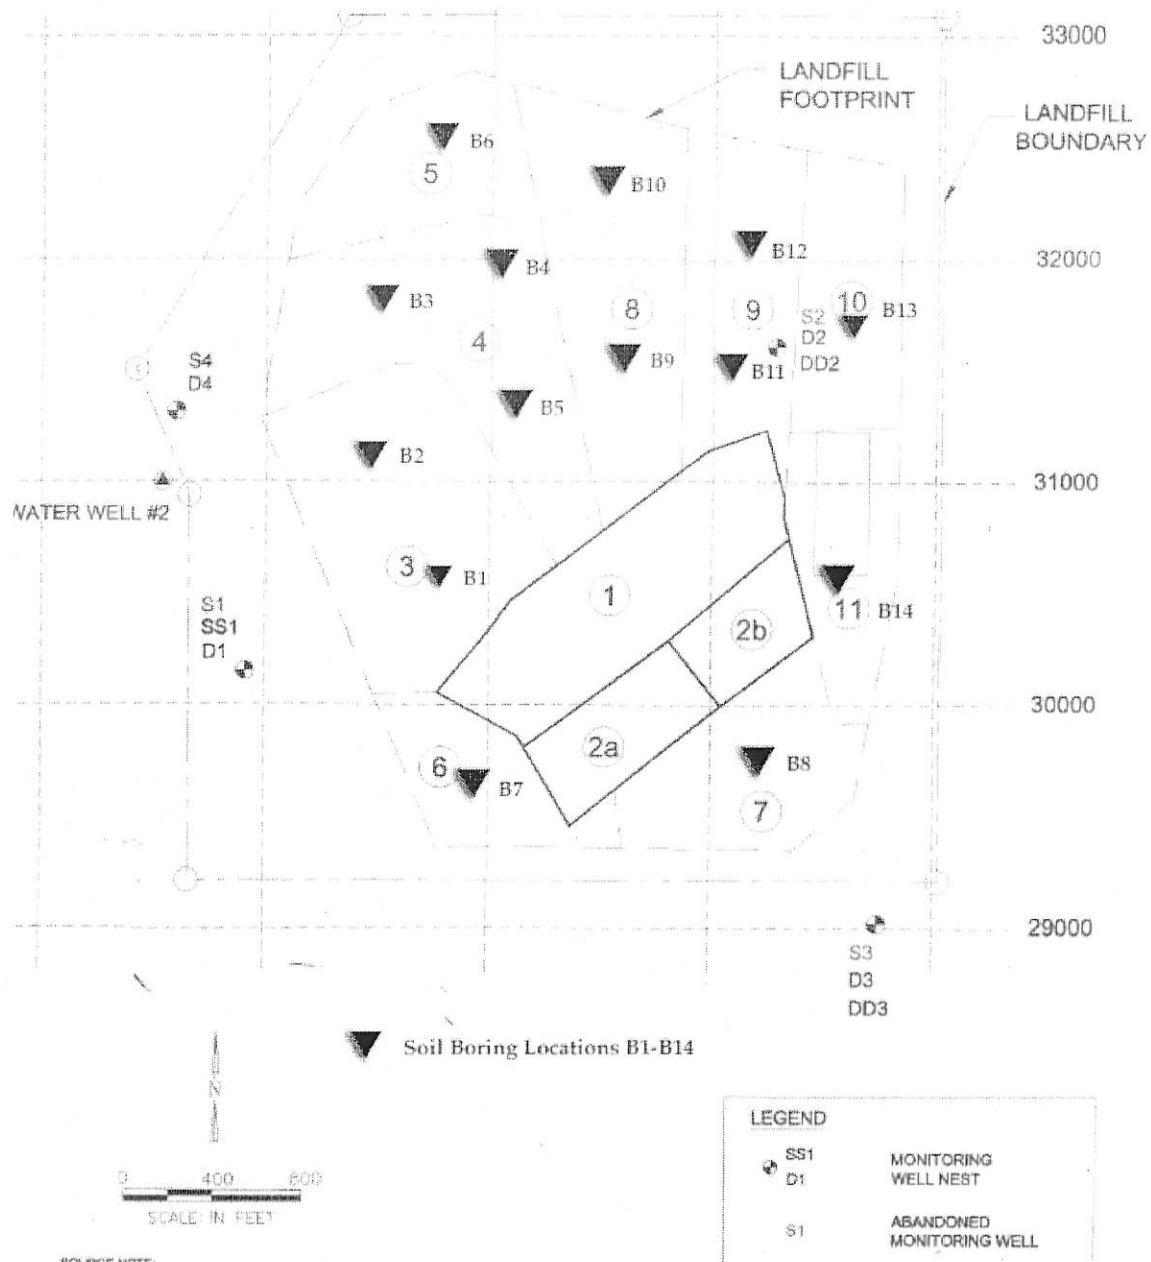 33000
LANDFILL
FOOTPRINT
LANDFILL
BOUNDARY
B6
5
B10
B12
32000
B4
B3
8
9
10
B13
S2
D2
DD2
4
B9
B11
S4
D4
B5
B2
31000
WATER WELL #2
3
B1
1
11
B14
S1
SS1
D1
2b
30000
2a
6
B7
B8
7
29000
S3
D3
DD3
Soil Boring Locations B1-B14
N
0 400 800
SCALE IN FEET
LEGEND
SS1
D1
MONITORING
WELL NEST
S1
ABANDONED
MONITORING WELL